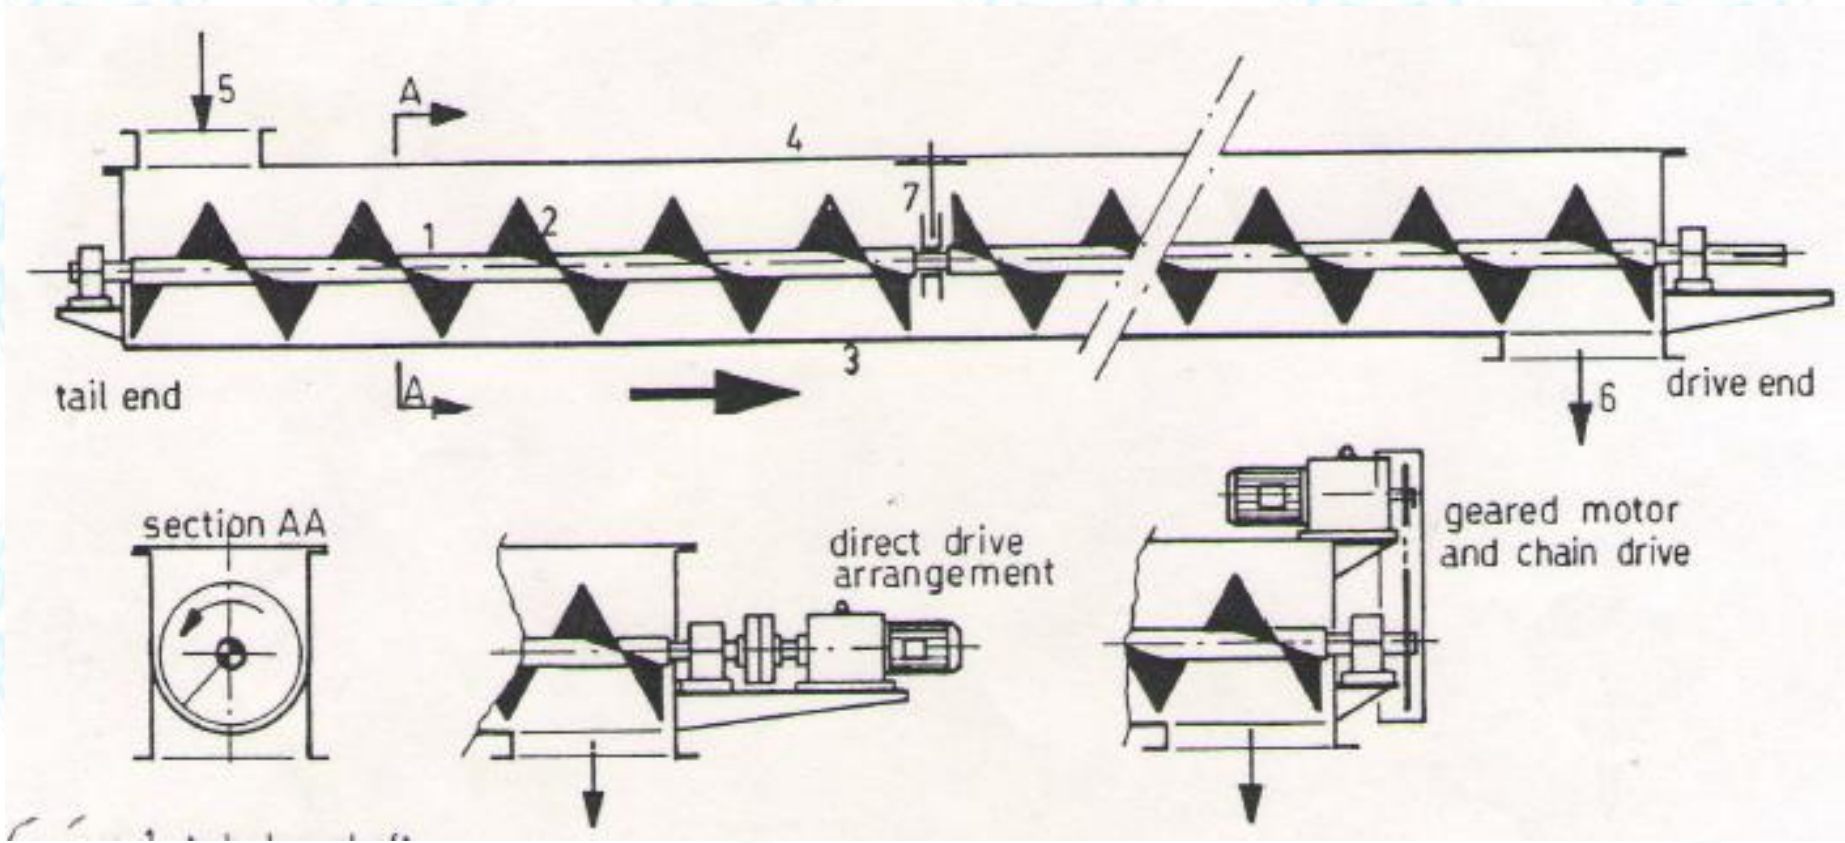 5
A
4
7
1
2
3
tail end
A
6
drive end
section AA
direct drive
arrangement
geared motor
and chain drive